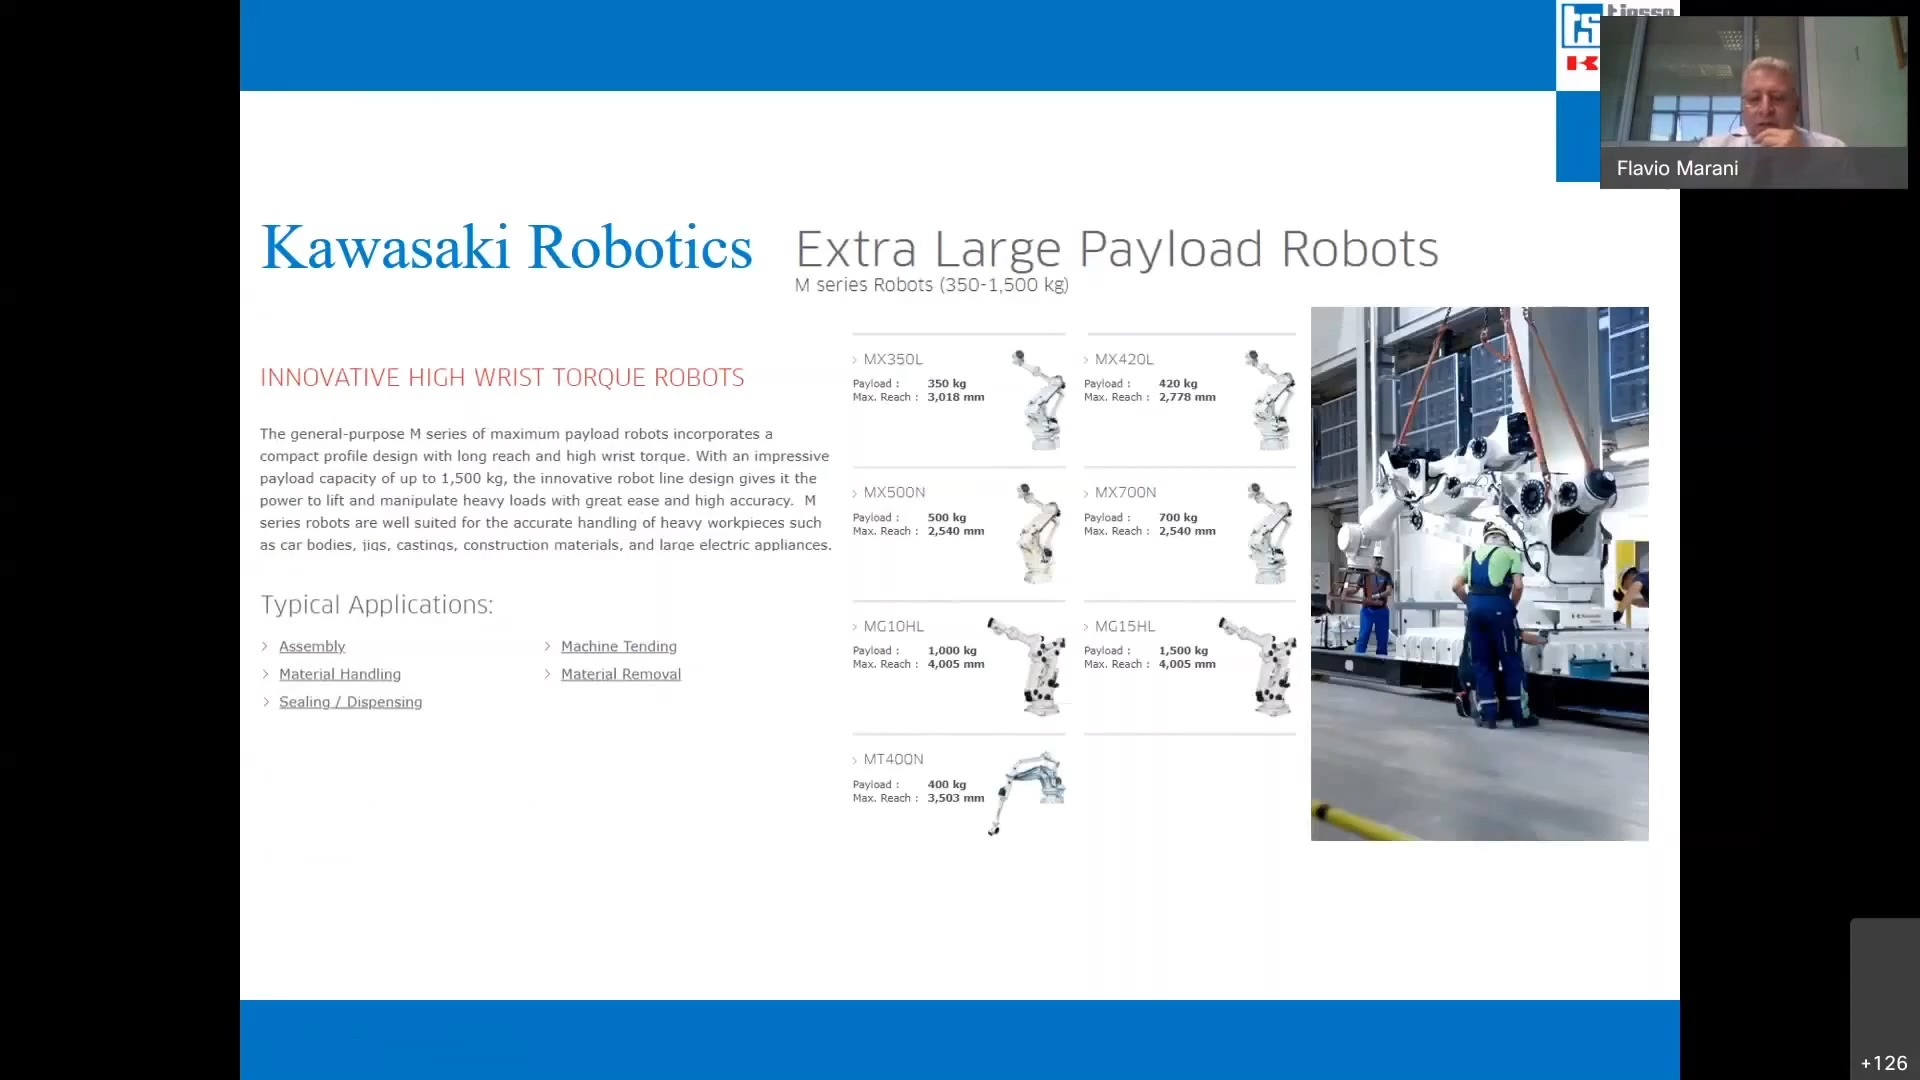 Flavio Marani
Kawasaki Robotics
Extra Large Payload Robots
M series Robots (350-1,500 kg)
INNOVATIVE HIGH WRIST TORQUE ROBOTS
The general-purpose M series of maximum payload robots incorporates a
compact profile design with long reach and high wrist torque. With an impressive
payload capacity of up to 1,500 kg, the innovative robot line design gives it the
power to lift and manipulate heavy loads with great ease and high accuracy. M
series robots are well suited for the accurate handling of heavy workpieces such
as car bodies, jigs, castings, construction materials, and large electric appliances.
Typical Applications:
Assembly
Material Handling
Sealing / Dispensing
Machine Tending
Material Removal
MX350L
Payload : 350 kg
Max. Reach : 3,018 mm
MX420L
Payload : 420 kg
Max. Reach : 2,778 mm
MX500N
Payload : 500 kg
Max. Reach : 2,540 mm
MX700N
Payload : 700 kg
Max. Reach : 2,540 mm
MG10HL
Payload : 1,000 kg
Max. Reach : 4,005 mm
MG15HL
Payload : 1,500 kg
Max. Reach : 4,005 mm
MT400N
Payload : 400 kg
Max. Reach : 3,503 mm
+126